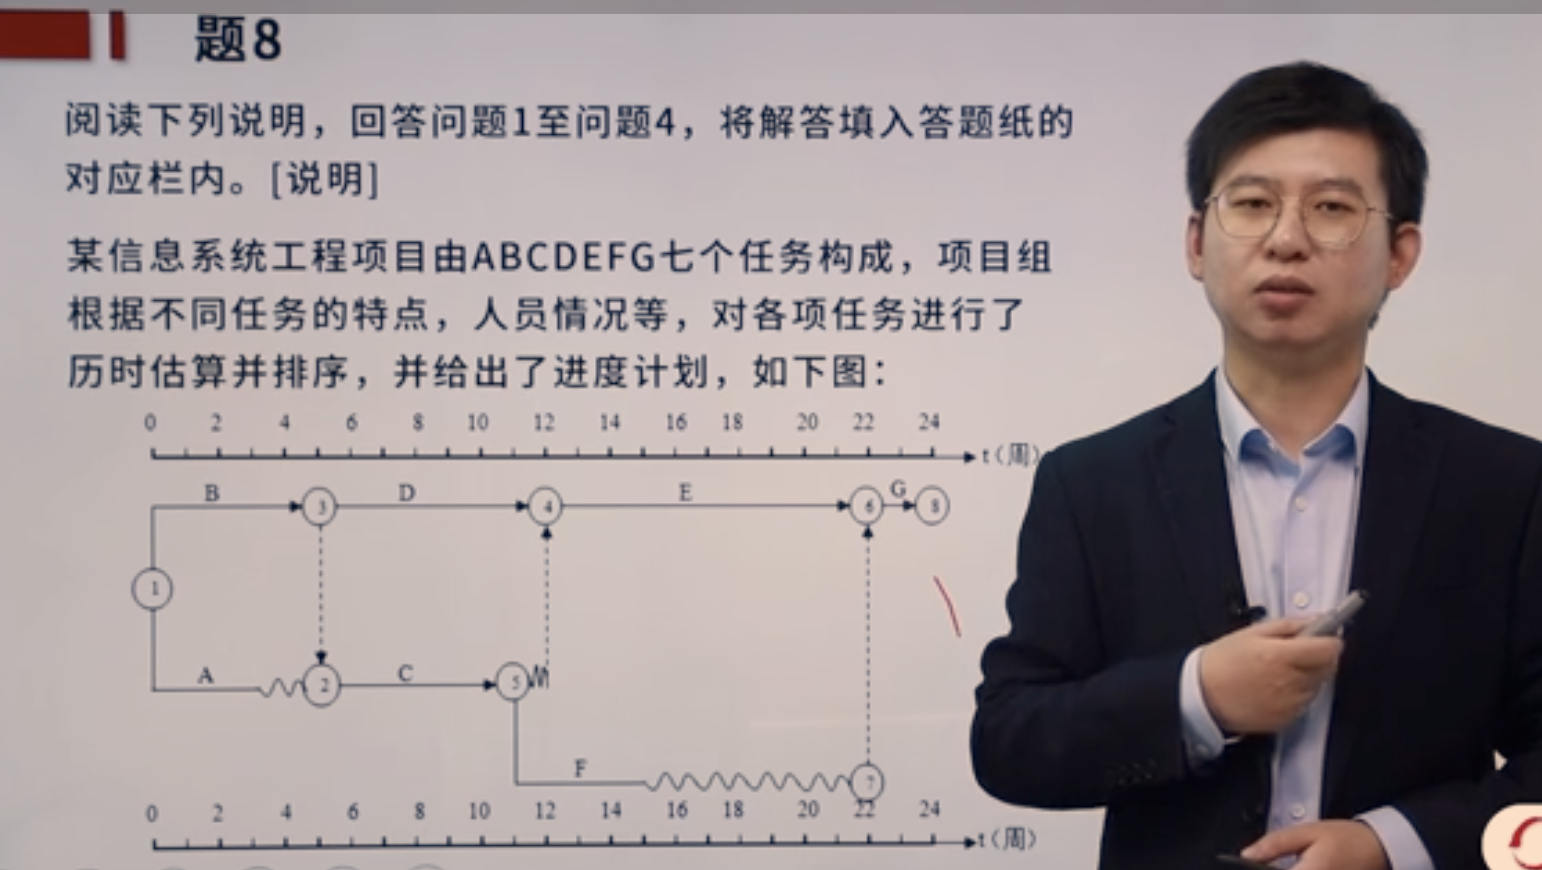 题8
阅读下列说明，回答问题1至问题4，将解答填入答题纸的
对应栏内。[说明]
某信息系统工程项目由ABCDEFG七个任务构成，项目组
根据不同任务的特点，人员情况等，对各项任务进行了
历时估算并排序，并给出了进度计划，如下图：
0 2 4 6 8 10 12 14 16 18 20 22 24
t（周）
B D E G
3 4 6 8
1
A C
2 5
F
7
0 2 4 6 8 10 12 14 16 18 20 22 24
t（周）